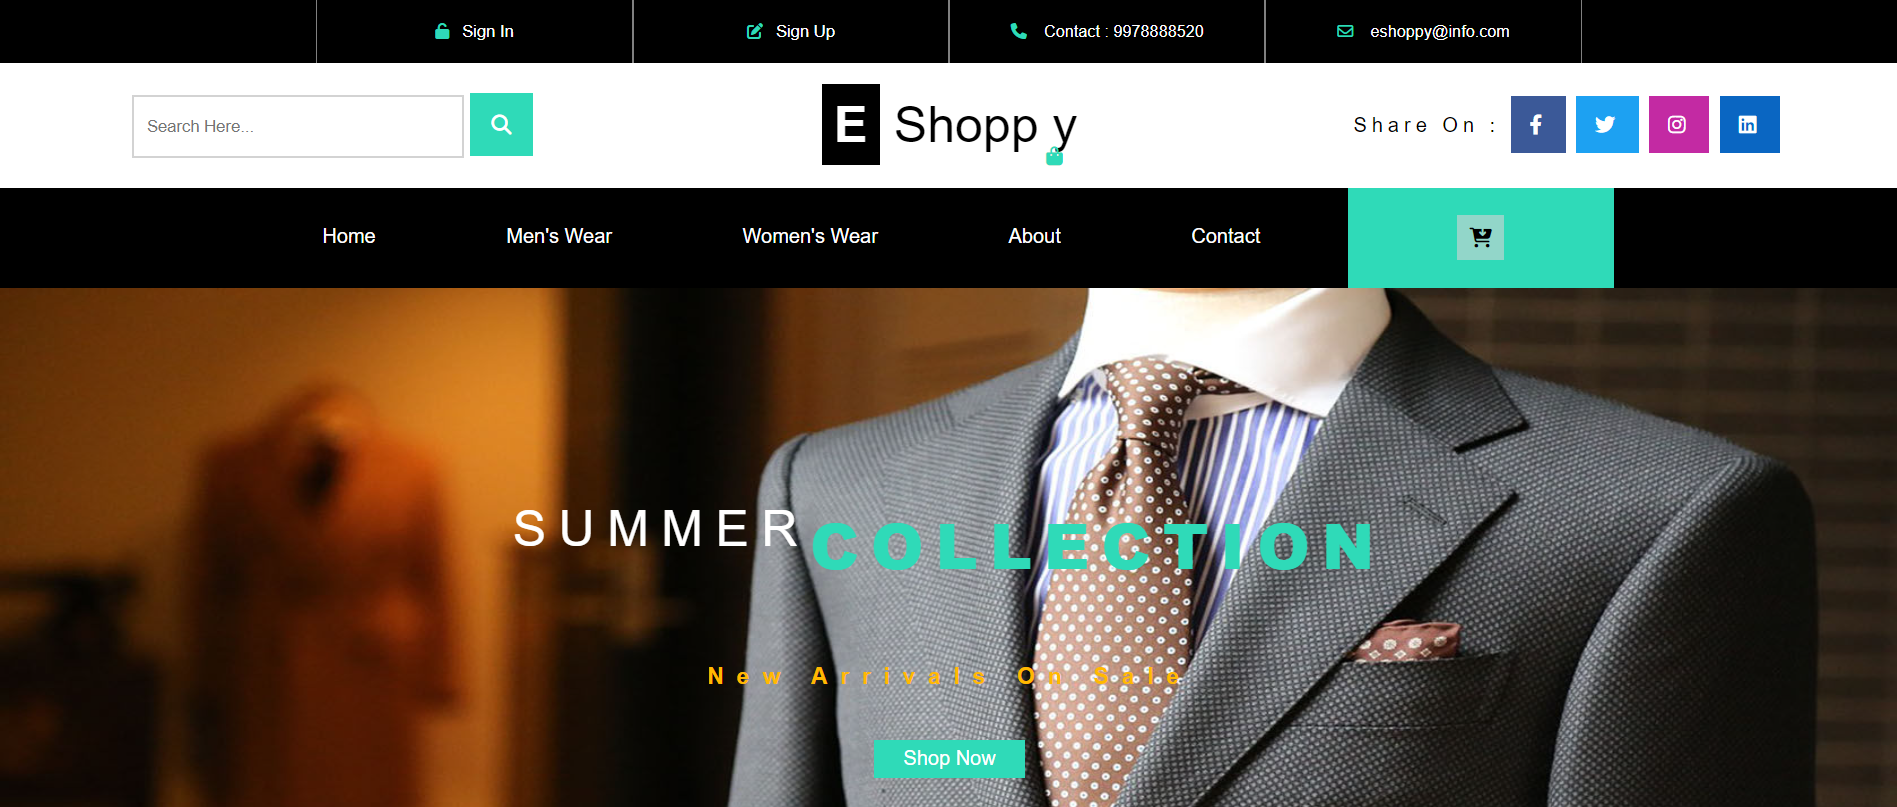 Sign In
Sign Up
Contact : 9978888520
eshoppy@info.com
Search Here...
E Shoppy
Share On :
Home
Men's Wear
Women's Wear
About
Contact
SUMMER COLLECTION
New Arrivals On Sale
Shop Now